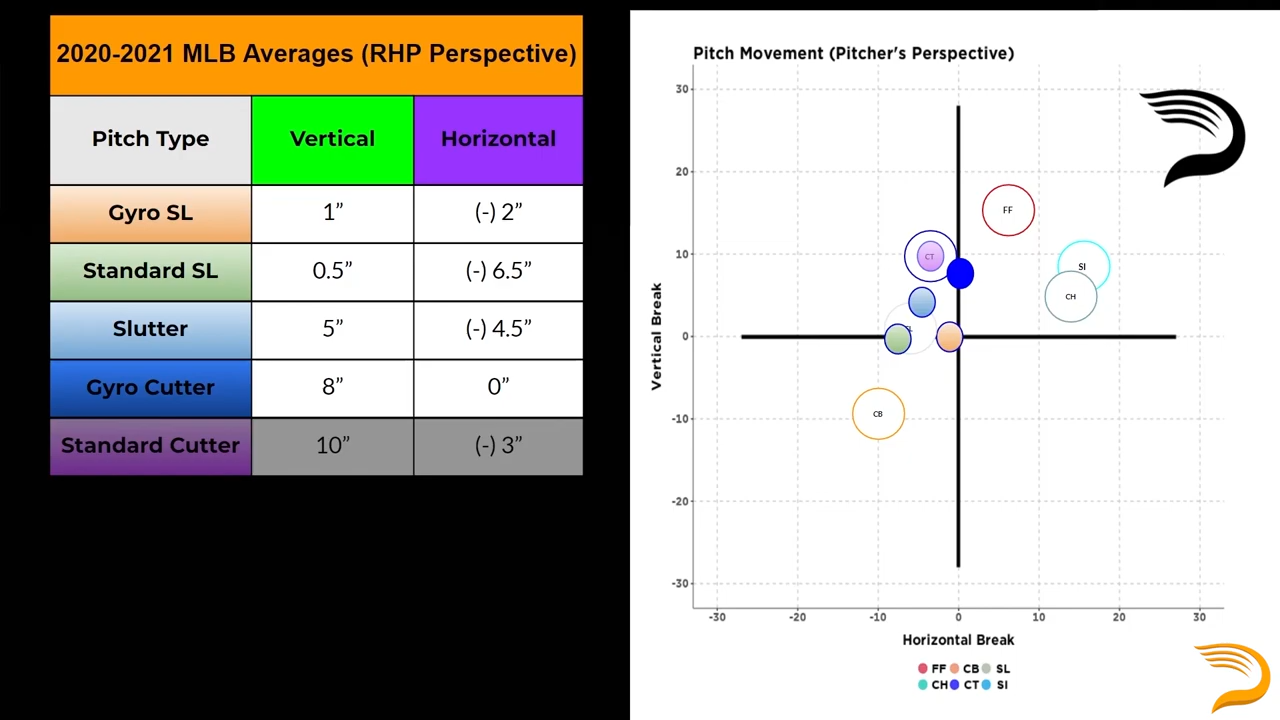 2020-2021 MLB Averages (RHP Perspective)
Pitch Type Vertical Horizontal
Gyro SL 1” (-) 2”
Standard SL 0.5” (-) 6.5”
Slutter 5” (-) 4.5”
Gyro Cutter 8” 0”
Standard Cutter 10” (-) 3”
Pitch Movement (Pitcher's Perspective)
Vertical Break
30
20
10
0
-10
-20
-30
FF
CT
SI
CH
CB
-30 -20 -10 0 10 20 30
Horizontal Break
FF CB SL
CH CT SI